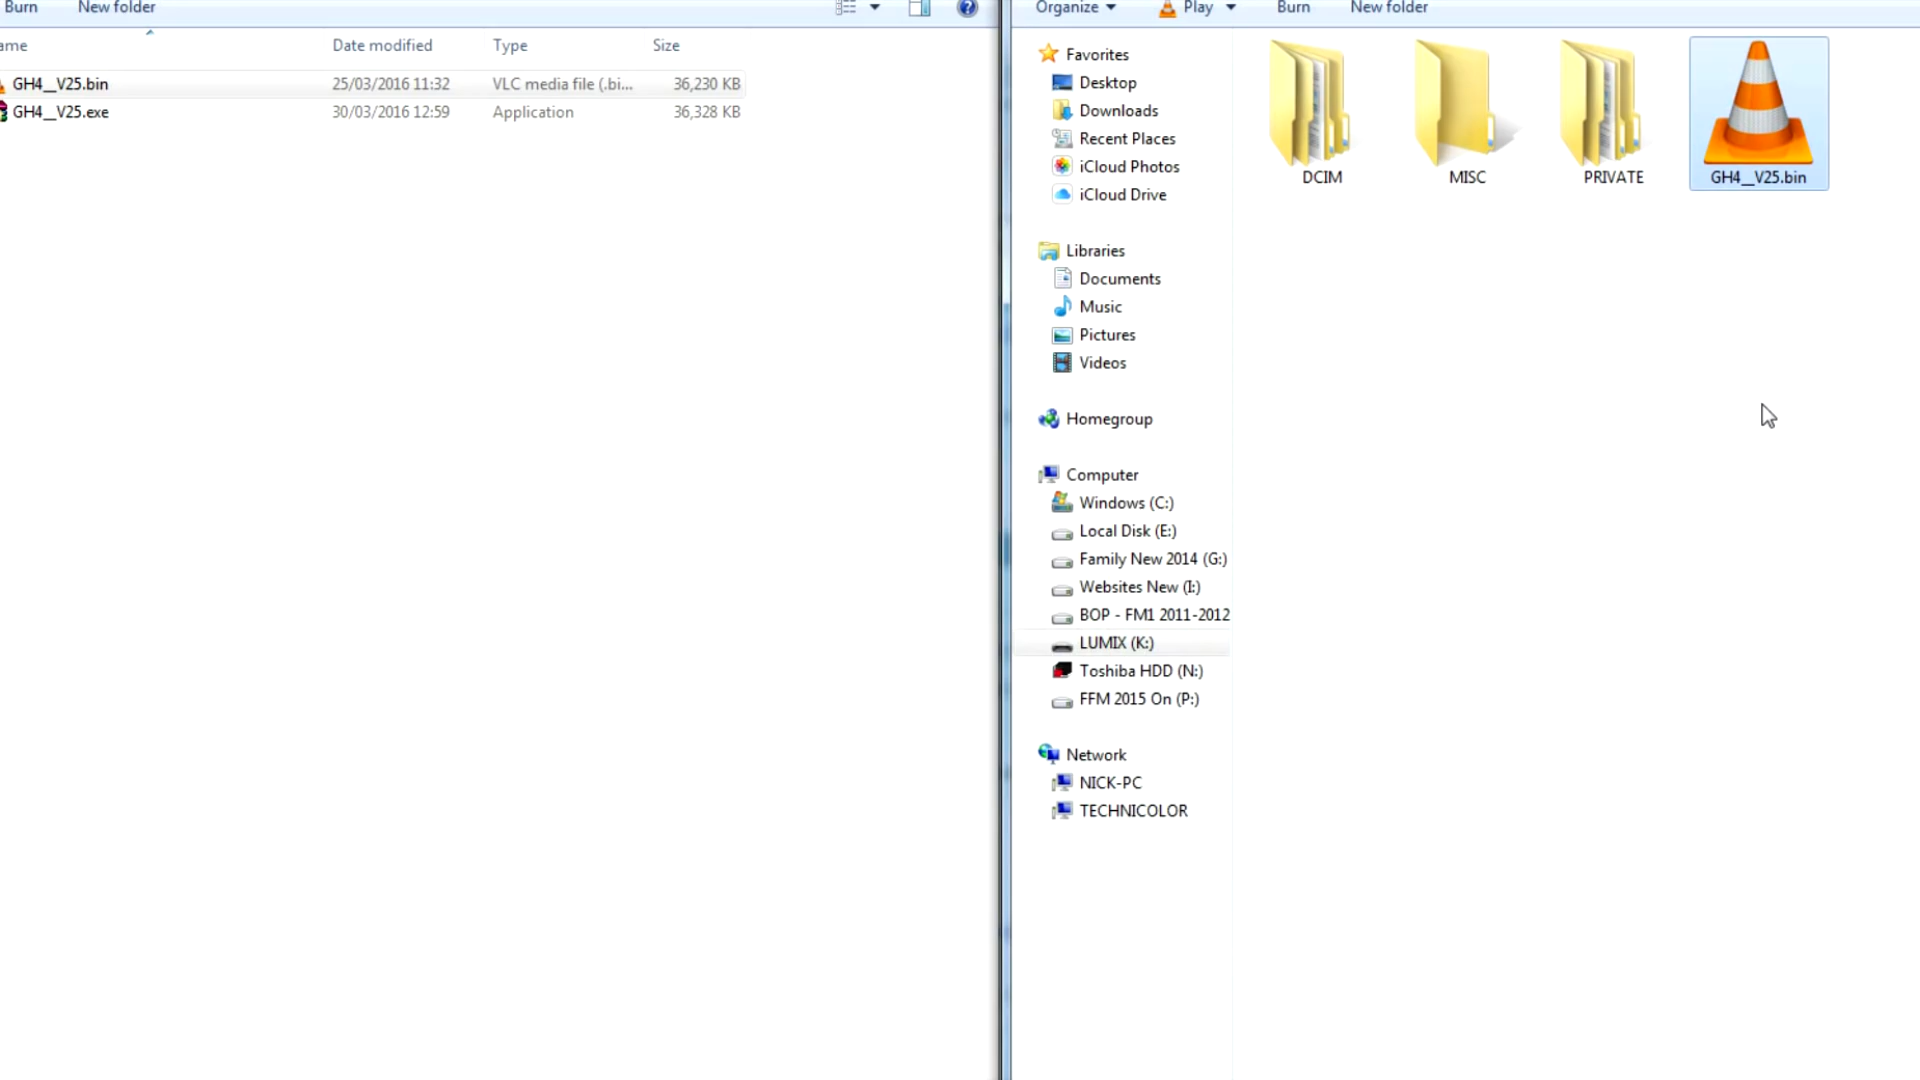 Burn New folder
ame Date modified Type Size
GH4__V25.bin 25/03/2016 11:32 VLC media file (.bi... 36,230 KB
GH4__V25.exe 30/03/2016 12:59 Application 36,328 KB
Organize Play Burn New folder
Favorites
Desktop
Downloads
Recent Places
iCloud Photos
iCloud Drive
Libraries
Documents
Music
Pictures
Videos
Homegroup
Computer
Windows (C:)
Local Disk (E:)
Family New 2014 (G:)
Websites New (I:)
BOP - FM1 2011-2012
LUMIX (K:)
Toshiba HDD (N:)
FFM 2015 On (P:)
Network
NICK-PC
TECHNICOLOR
DCIM MISC PRIVATE GH4__V25.bin